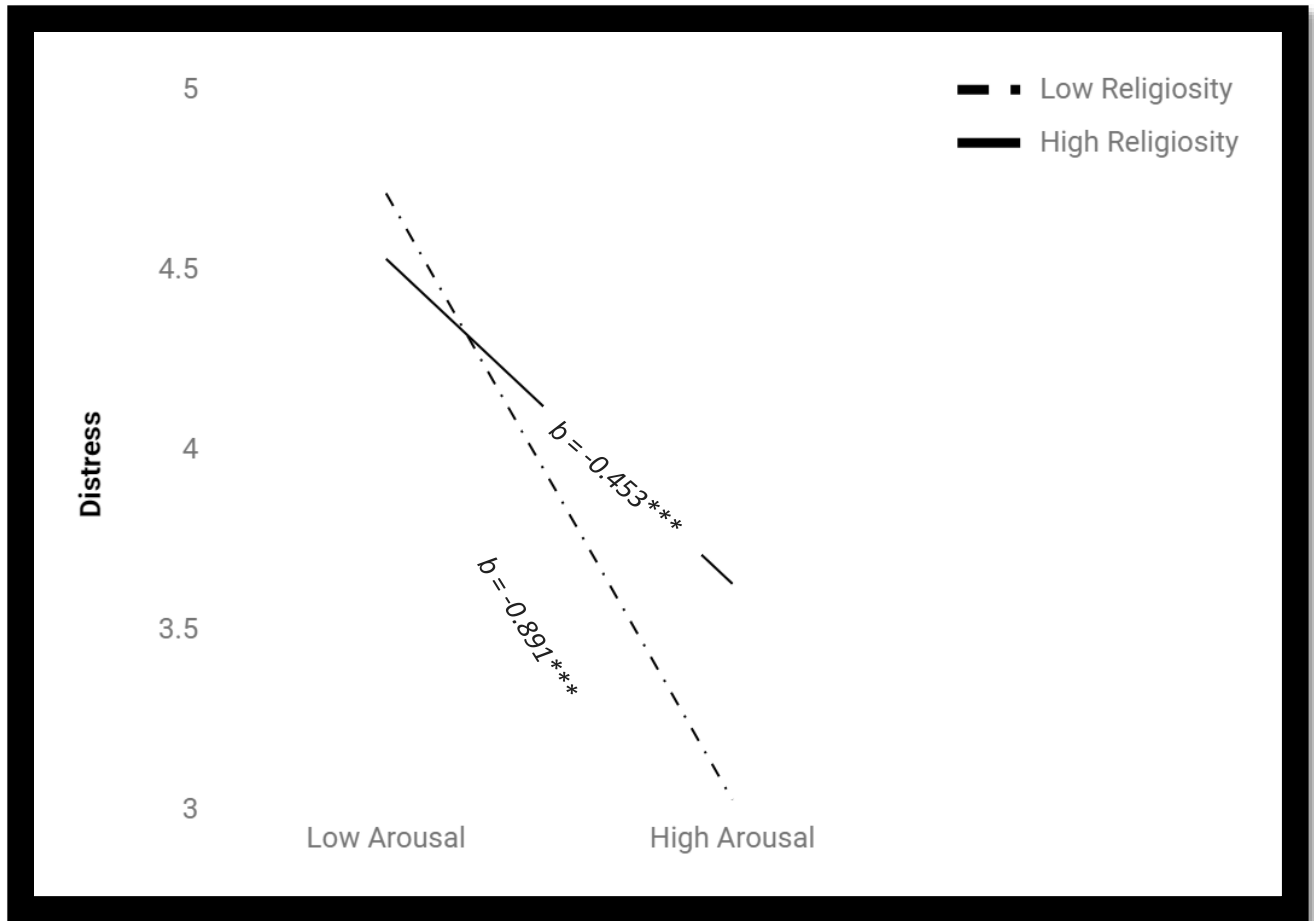 5
Low Religiosity
High Religiosity
4.5
Distress
4
b = -0.453***
b = -0.891***
3.5
3
Low Arousal
High Arousal